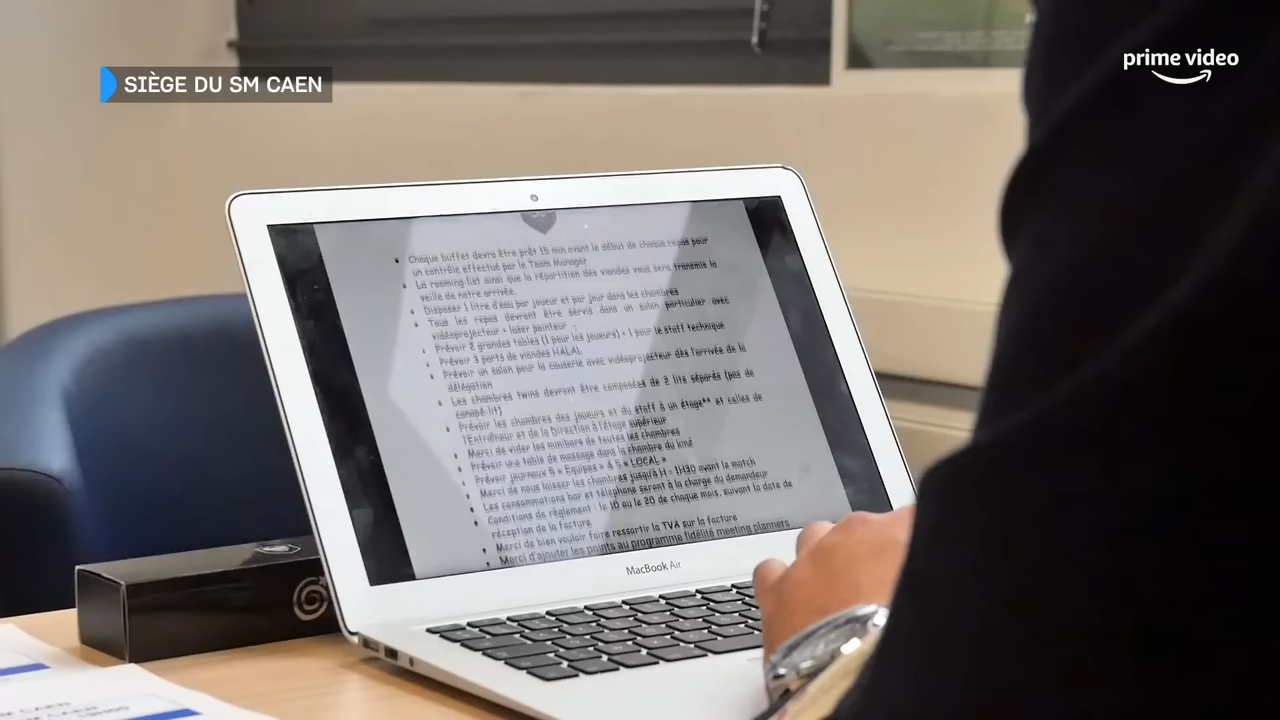 SIÈGE DU SM CAEN
prime video
Chaque buffet devra être prêt 15 min avant le début de chaque repas pour
un contrôle effectué par le Team Manager
La rooming-list ainsi que la répartition des viandes vous sera transmis la
veille de notre arrivée.
Disposer 1 litre d'eau par joueur et par jour dans les chambres
Tous les repas devront être servis dans un salon particulier avec
vidéoprojecteur + laser pointeur
Prévoir 2 grandes tables (1 pour les joueurs) + 1 pour le staff technique
Prévoir 3 parts de viandes HALAL
Prévoir un salon pour la causerie avec vidéoprojecteur dès l'arrivée de la
délégation
Les chambres twins devront être composées de 2 lits séparés (pas de
canapé-lit)
Prévoir les chambres des joueurs et du staff à un étage** et celles de
l'Entraîneur et de la Direction à l'étage supérieur
Merci de vider les minibars de toutes les chambres
Prévoir une table de massage dans la chambre du kiné
Prévoir journaux 5 « Equipes » & 5 « LOCAL »
Merci de nous laisser les chambres jusqu'à H - 1H30 avant le match
Les consommations bar et téléphone seront à la charge du demandeur
Conditions de règlement : le 10 ou le 20 de chaque mois, suivant la date de
réception de la facture
Merci de bien vouloir faire ressortir la TVA sur la facture
Merci d'ajouter les points au programme fidélité meeting planners
MacBook Air
CAEN